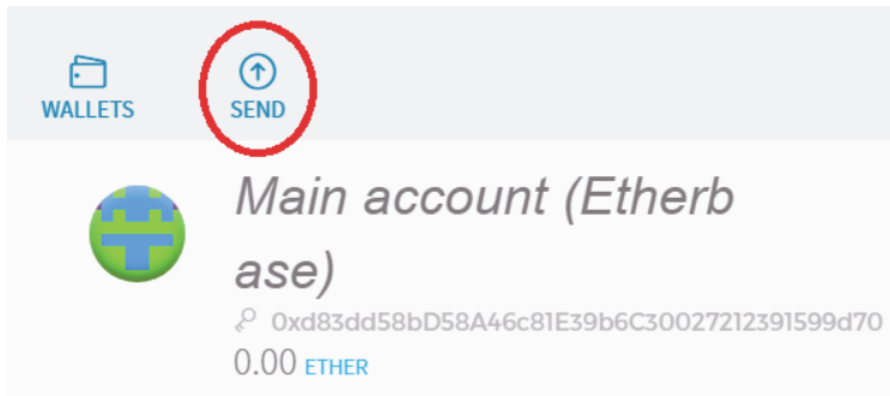 WALLETS
SEND
Main account (Etherb
ase)
0xd83dd58bD58A46c81E39b6C30027212391599d70
0.00 ETHER